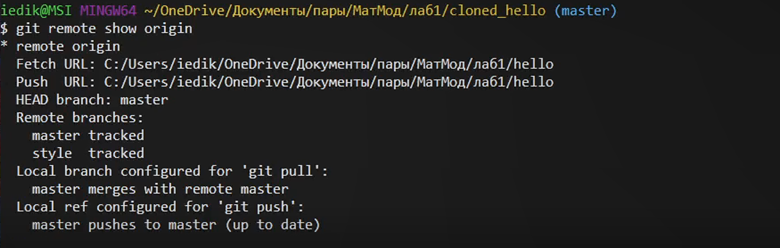 iedik@MSI MINGW64 ~/OneDrive/Документы/пары/МатМод/лаб1/cloned_hello (master)
$ git remote show origin
* remote origin
  Fetch URL: C:/Users/iedik/OneDrive/Документы/пары/МатМод/лаб1/hello
  Push  URL: C:/Users/iedik/OneDrive/Документы/пары/МатМод/лаб1/hello
  HEAD branch: master
  Remote branches:
    master tracked
    style  tracked
  Local branch configured for 'git pull':
    master merges with remote master
  Local ref configured for 'git push':
    master pushes to master (up to date)